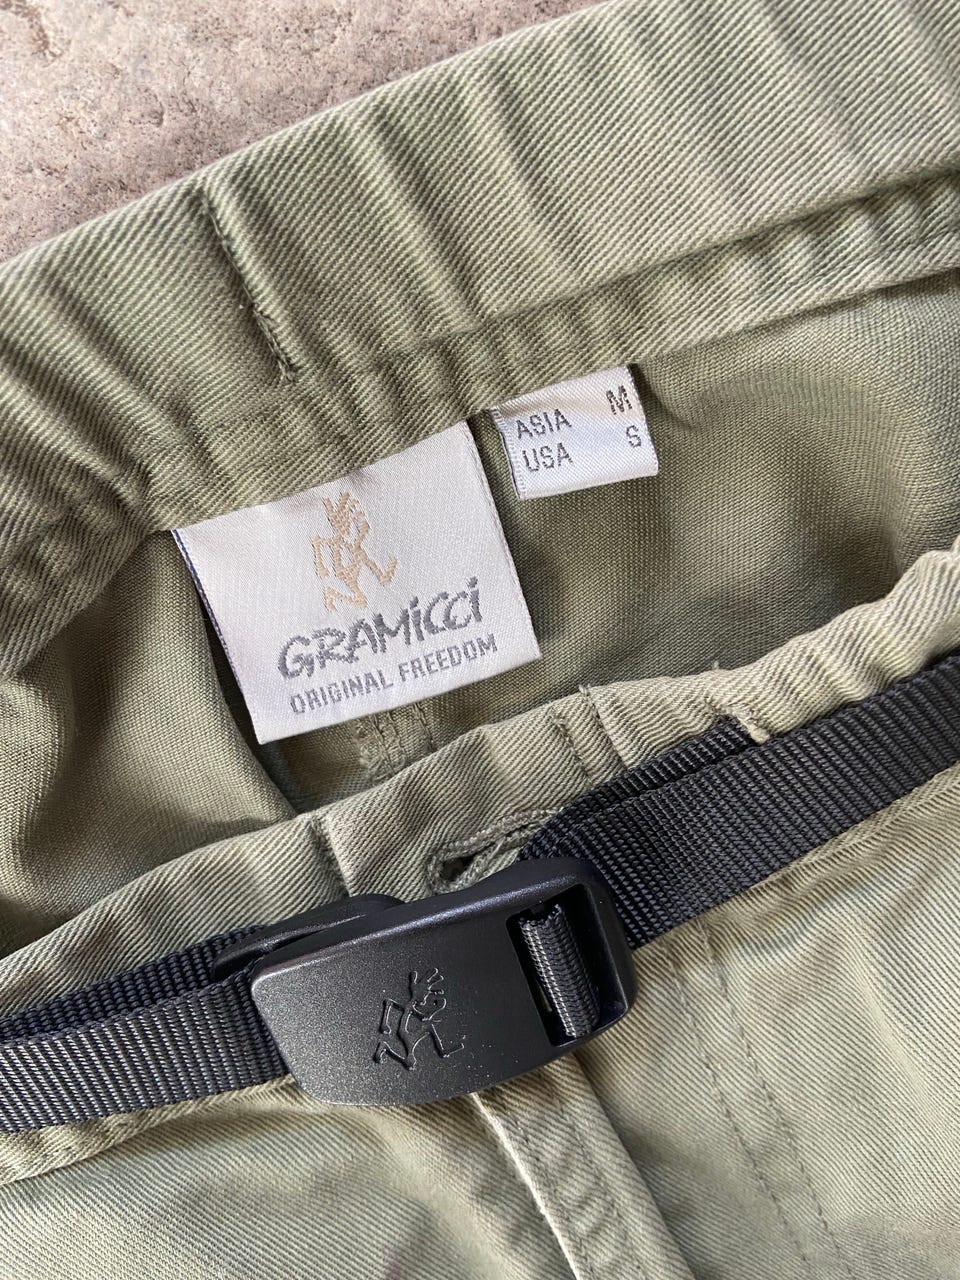 ASIA M
USA S
GRAMiCCi
ORIGINAL FREEDOM